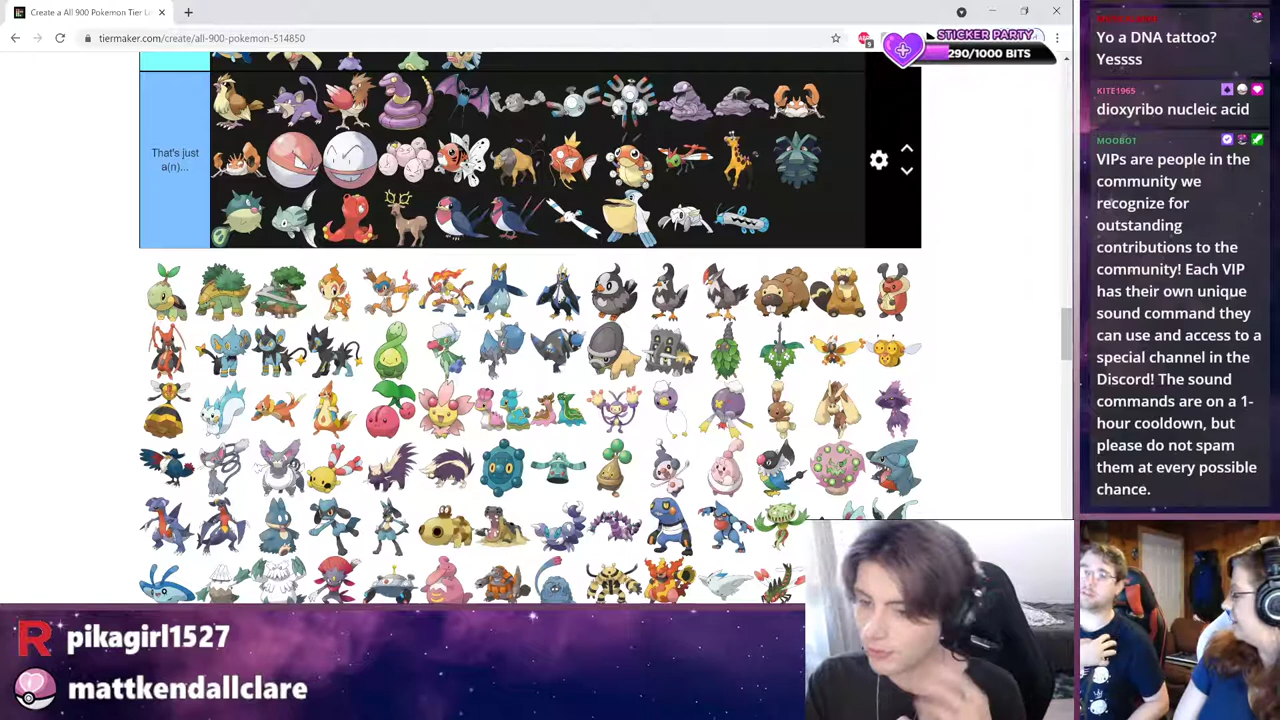 Create a All 900 Pokemon Tier Le
tiermaker.com/create/all-900-pokemon-514850
STICKER PARTY
290/1000 BITS
That's just
a(n)...
Yo a DNA tattoo?
Yessss
KITE1965
dioxyribo nucleic acid
MOOBOT
VIPs are people in the
community we
recognize for
outstanding
contributions to the
community! Each VIP
has their own unique
sound command they
can use and access to a
special channel in the
Discord! The sound
commands are on a 1-
hour cooldown, but
please do not spam
them at every possible
chance.
R pikagirl1527
mattkendallclare